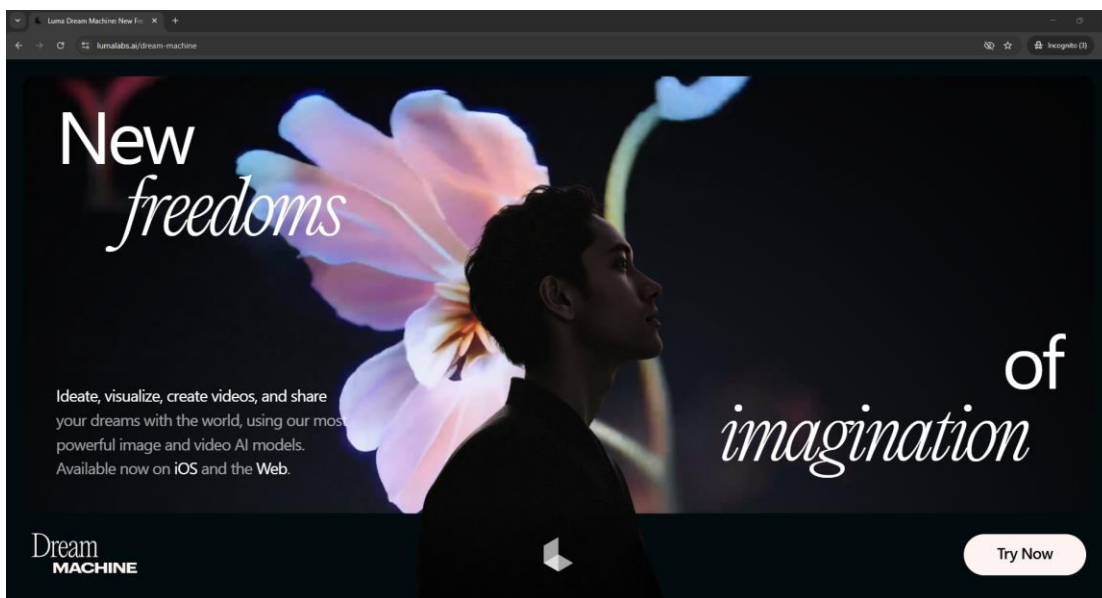 Luma Dream Machine: New Fre
lumalabs.ai/dream-machine
Incognito (3)
New
freedoms
of
imagination
Ideate, visualize, create videos, and share
your dreams with the world, using our most
powerful image and video AI models.
Available now on iOS and the Web.
Dream
MACHINE
Try Now